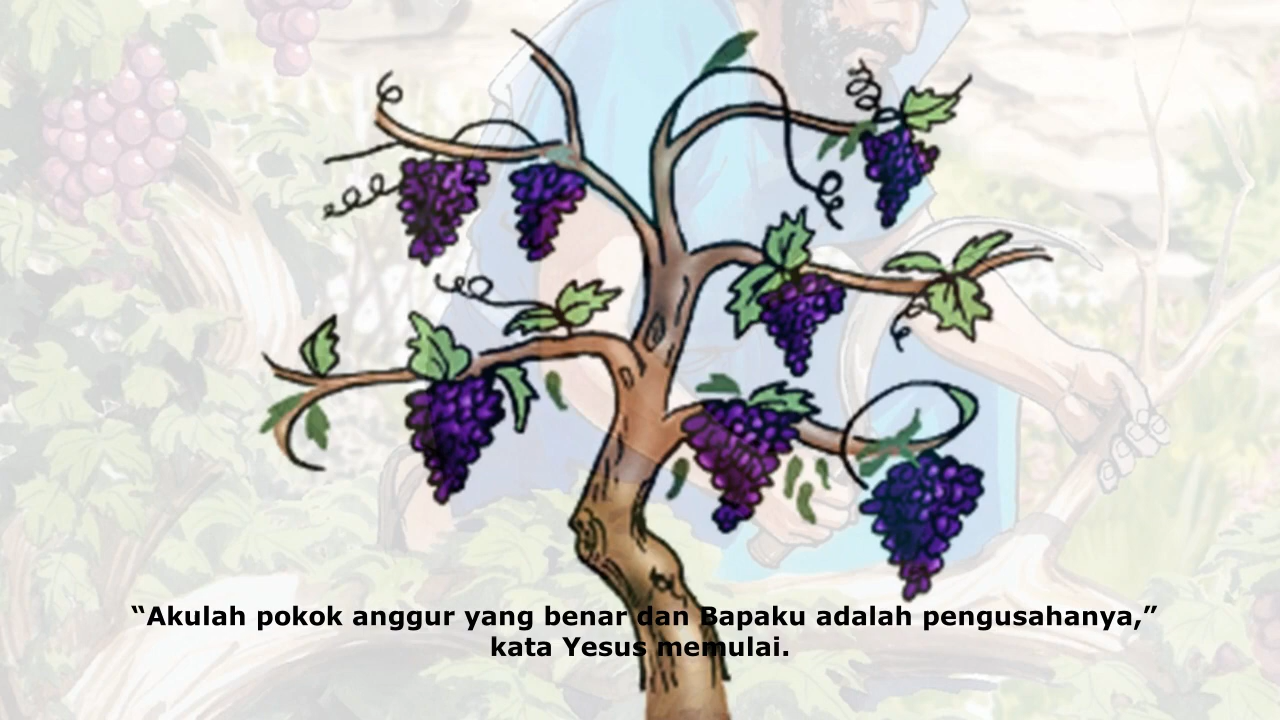 “Akulah pokok anggur yang benar dan Bapaku adalah pengusahanya,”
kata Yesus memulai.